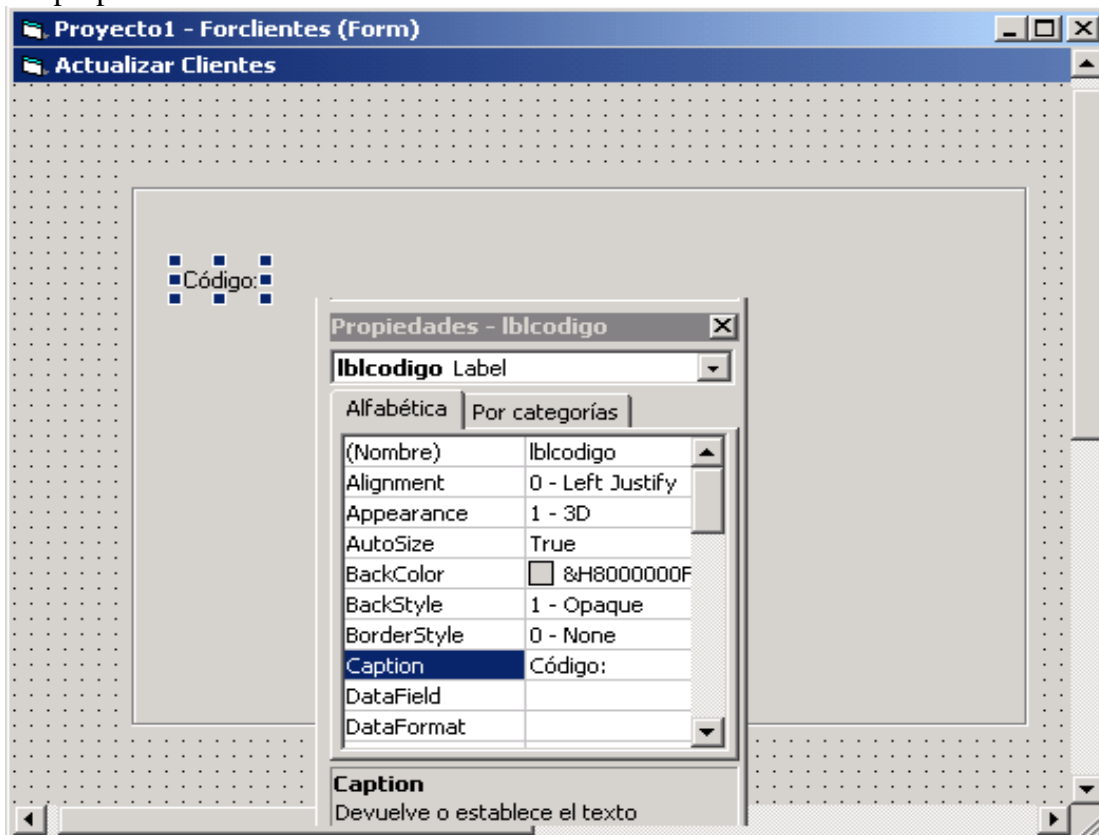 Proyecto1 - Forclientes (Form)
Actualizar Clientes
Código:
Propiedades - lblcodigo
lblcodigo Label
Alfabética Por categorías
(Nombre) lblcodigo
Alignment 0 - Left Justify
Appearance 1 - 3D
AutoSize True
BackColor &H8000000F
BackStyle 1 - Opaque
BorderStyle 0 - None
Caption Código:
DataField
DataFormat
Caption
Devuelve o establece el texto